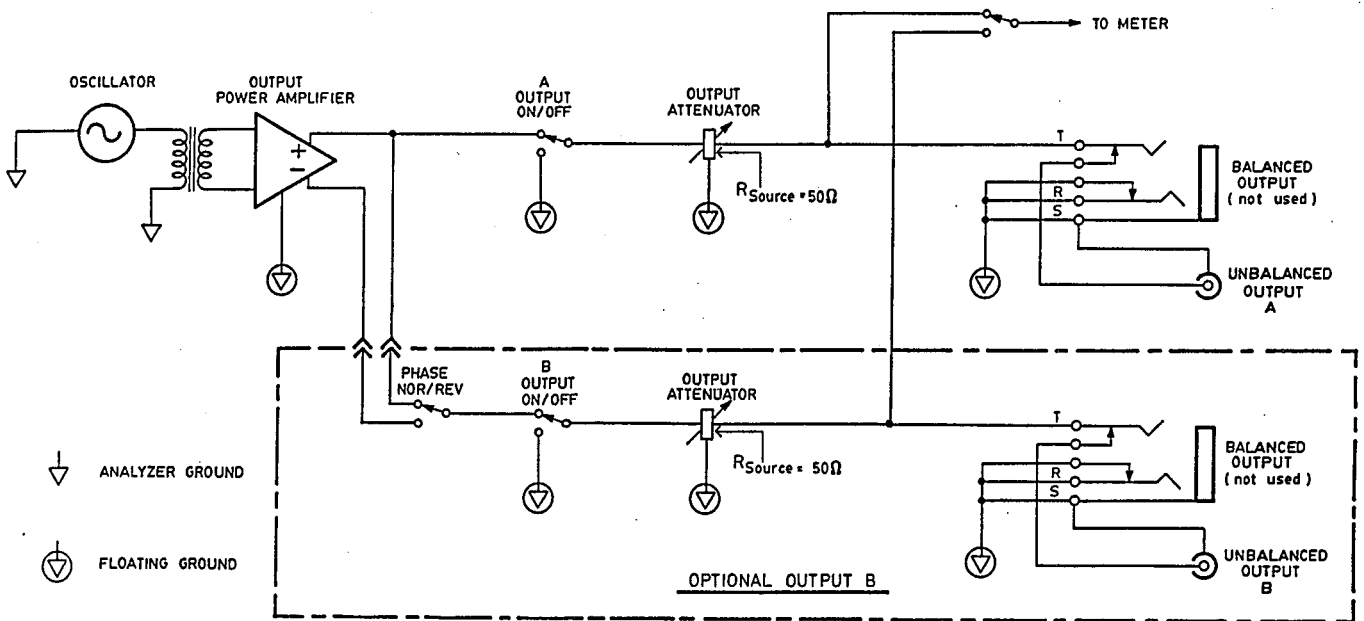 TO METER
OSCILLATOR
OUTPUT
POWER AMPLIFIER
A
OUTPUT
ON/OFF
OUTPUT
ATTENUATOR
+
−
RSource = 50Ω
T
R
S
BALANCED
OUTPUT
( not used )
UNBALANCED
OUTPUT
A
PHASE
NOR/REV
B
OUTPUT
ON/OFF
OUTPUT
ATTENUATOR
RSource = 50Ω
T
R
S
BALANCED
OUTPUT
( not used )
UNBALANCED
OUTPUT
B
ANALYZER GROUND
FLOATING GROUND
OPTIONAL OUTPUT B